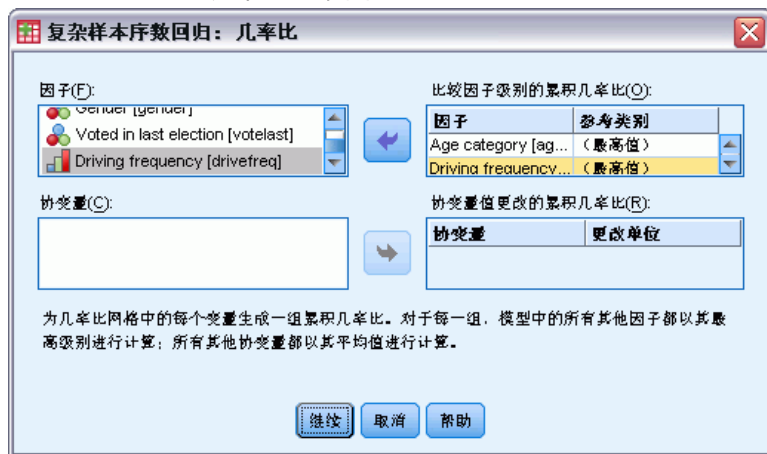 复杂样本序数回归：几率比
因子(F):
Gender [gender]
Voted in last election [votelast]
Driving frequency [drivefreq]
比较因子级别的累积几率比(O):
因子 参考类别
Age category [ag... （最高值）
Driving frequency... （最高值）
协变量(C):
协变量值更改的累积几率比(R):
协变量 更改单位
为几率比网格中的每个变量生成一组累积几率比。对于每一组，模型中的所有其他因子都以其最
高级别进行计算；所有其他协变量都以其平均值进行计算。
继续 取消 帮助